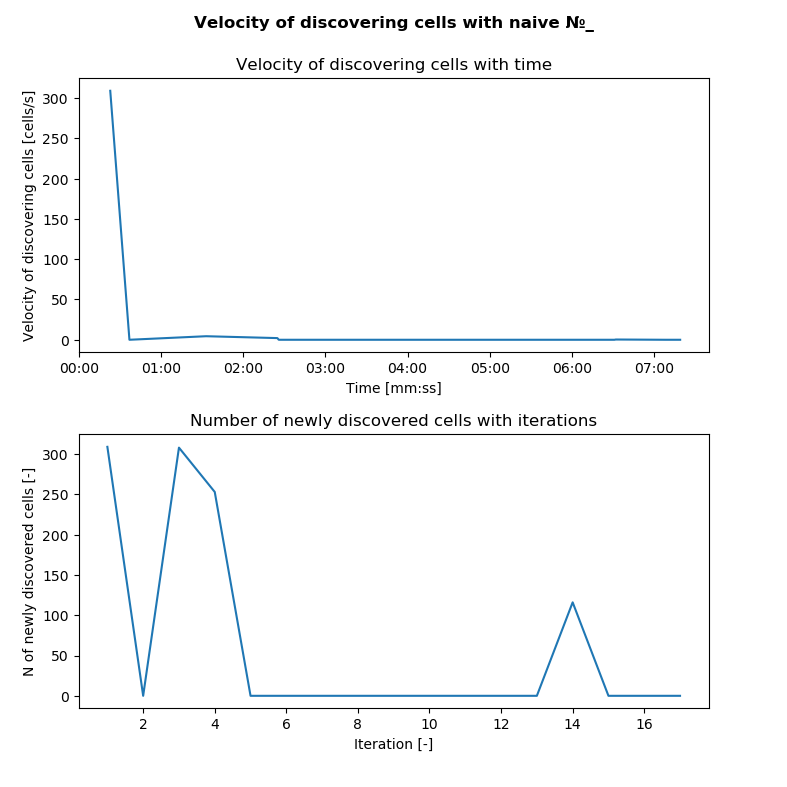 Velocity of discovering cells with naive №_
Velocity of discovering cells with time
Velocity of discovering cells [cells/s]
300
250
200
150
100
50
0
00:00 01:00 02:00 03:00 04:00 05:00 06:00 07:00
Time [mm:ss]
Number of newly discovered cells with iterations
N of newly discovered cells [-]
300
250
200
150
100
50
0
2 4 6 8 10 12 14 16
Iteration [-]